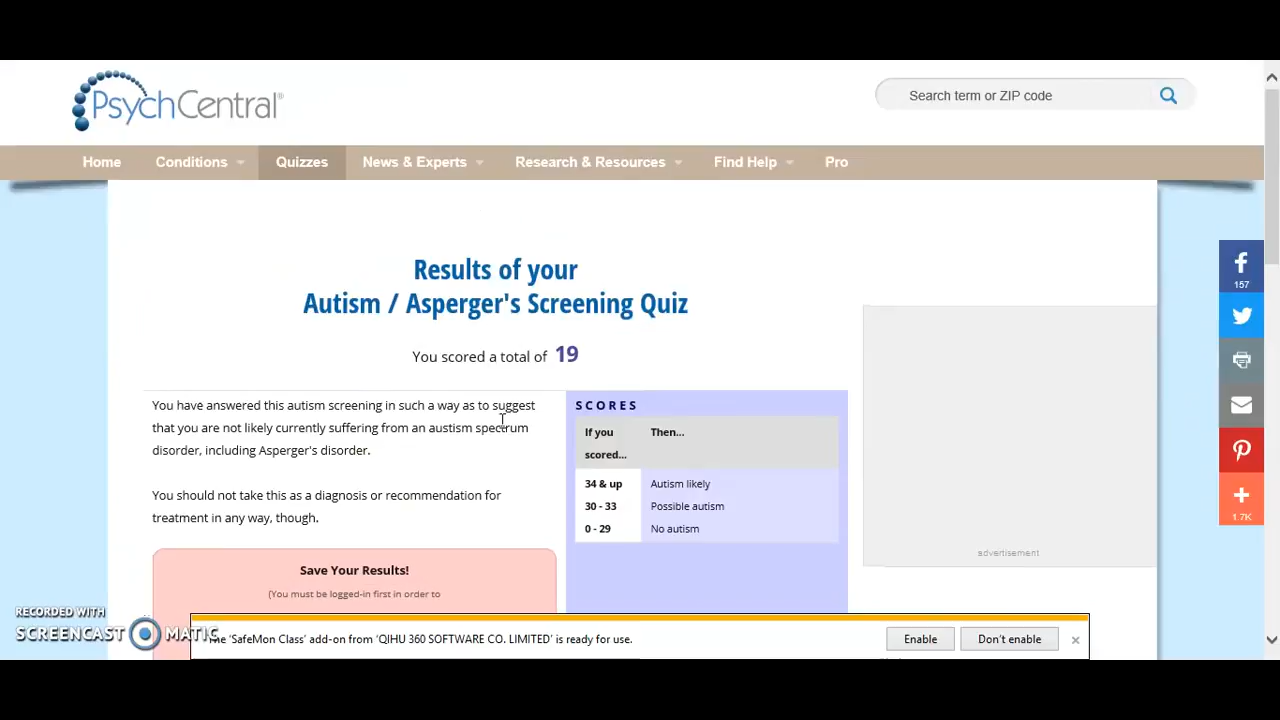 PsychCentral®
Search term or ZIP code
Home Conditions Quizzes News & Experts Research & Resources Find Help Pro
Results of your
Autism / Asperger's Screening Quiz
You scored a total of 19
You have answered this autism screening in such a way as to suggest
that you are not likely currently suffering from an austism spectrum
disorder, including Asperger's disorder.
You should not take this as a diagnosis or recommendation for
treatment in any way, though.
Save Your Results!
(You must be logged-in first in order to
SCORES
If you
scored...
Then...
34 & up Autism likely
30 - 33 Possible autism
0 - 29 No autism
advertisement
157
1.7K
RECORDED WITH
SCREENCAST MATIC
'SafeMon Class' add-on from 'QIHU 360 SOFTWARE CO. LIMITED' is ready for use.
Enable
Don't enable